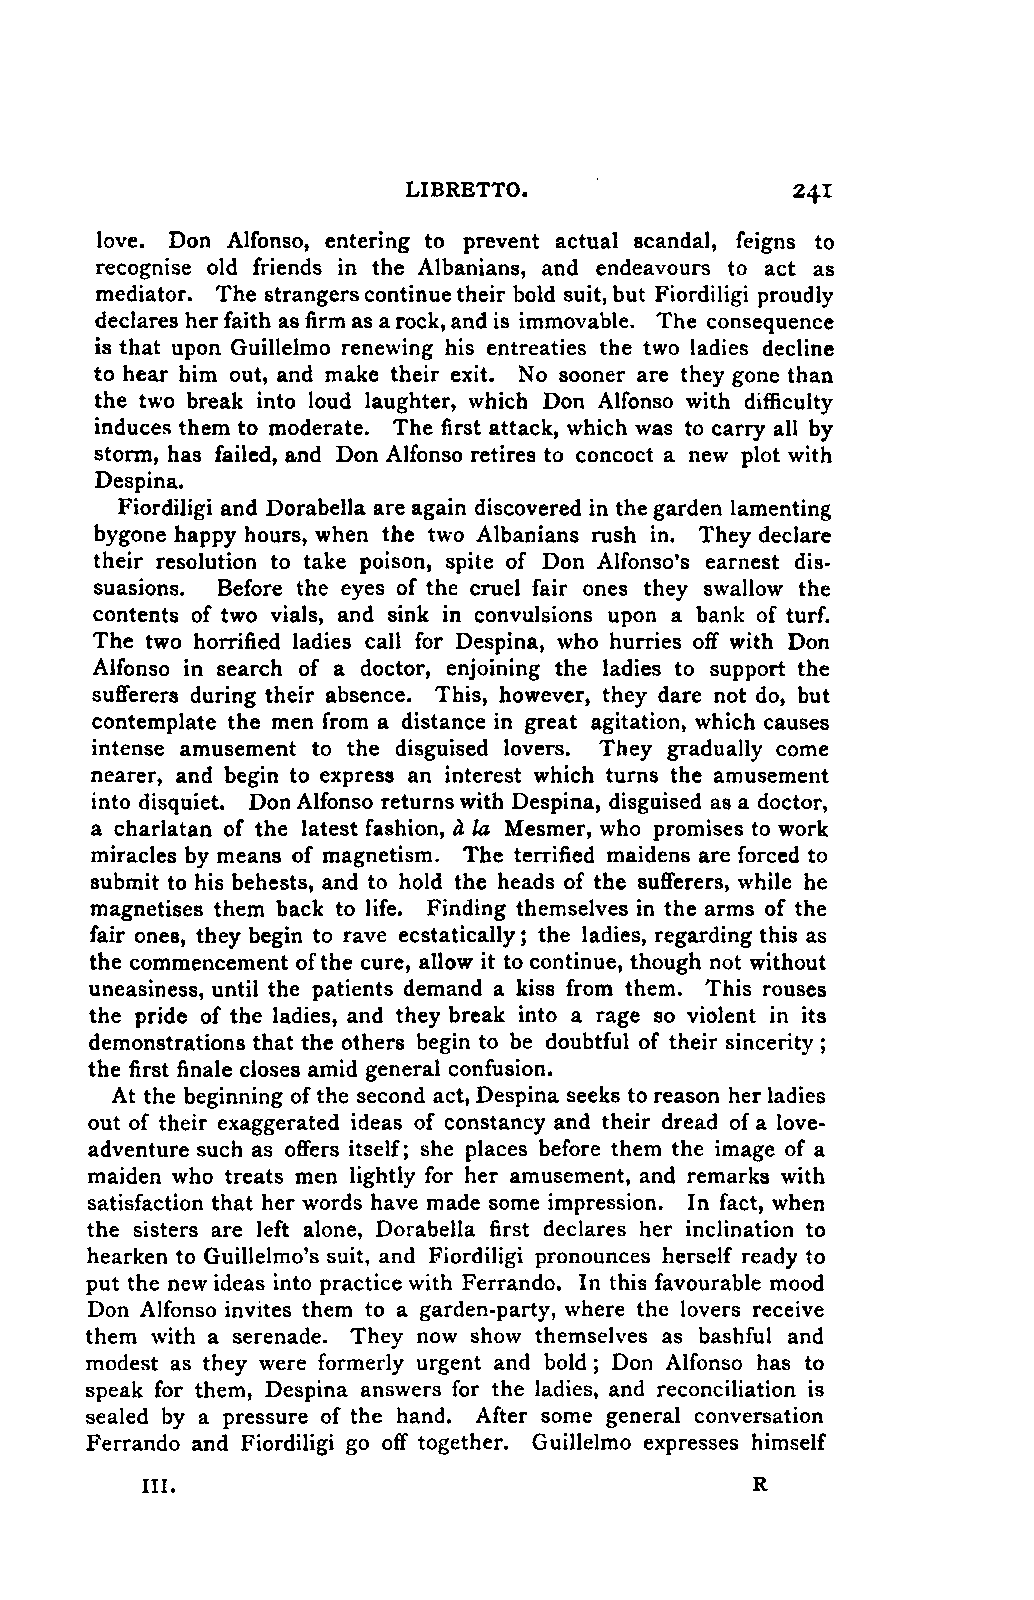 LIBRETTO. 241
love. Don Alfonso, entering to prevent actual scandal, feigns to
recognise old friends in the Albanians, and endeavours to act as
mediator. The strangers continue their bold suit, but Fiordiligi proudly
declares her faith as firm as a rock, and is immovable. The consequence
is that upon Guillelmo renewing his entreaties the two ladies decline
to hear him out, and make their exit. No sooner are they gone than
the two break into loud laughter, which Don Alfonso with difficulty
induces them to moderate. The first attack, which was to carry all by
storm, has failed, and Don Alfonso retires to concoct a new plot with
Despina.
Fiordiligi and Dorabella are again discovered in the garden lamenting
bygone happy hours, when the two Albanians rush in. They declare
their resolution to take poison, spite of Don Alfonso's earnest dis-
suasions. Before the eyes of the cruel fair ones they swallow the
contents of two vials, and sink in convulsions upon a bank of turf.
The two horrified ladies call for Despina, who hurries off with Don
Alfonso in search of a doctor, enjoining the ladies to support the
sufferers during their absence. This, however, they dare not do, but
contemplate the men from a distance in great agitation, which causes
intense amusement to the disguised lovers. They gradually come
nearer, and begin to express an interest which turns the amusement
into disquiet. Don Alfonso returns with Despina, disguised as a doctor,
a charlatan of the latest fashion, à la Mesmer, who promises to work
miracles by means of magnetism. The terrified maidens are forced to
submit to his behests, and to hold the heads of the sufferers, while he
magnetises them back to life. Finding themselves in the arms of the
fair ones, they begin to rave ecstatically; the ladies, regarding this as
the commencement of the cure, allow it to continue, though not without
uneasiness, until the patients demand a kiss from them. This rouses
the pride of the ladies, and they break into a rage so violent in its
demonstrations that the others begin to be doubtful of their sincerity;
the first finale closes amid general confusion.
At the beginning of the second act, Despina seeks to reason her ladies
out of their exaggerated ideas of constancy and their dread of a love-
adventure such as offers itself; she places before them the image of a
maiden who treats men lightly for her amusement, and remarks with
satisfaction that her words have made some impression. In fact, when
the sisters are left alone, Dorabella first declares her inclination to
hearken to Guillelmo's suit, and Fiordiligi pronounces herself ready to
put the new ideas into practice with Ferrando. In this favourable mood
Don Alfonso invites them to a garden-party, where the lovers receive
them with a serenade. They now show themselves as bashful and
modest as they were formerly urgent and bold; Don Alfonso has to
speak for them, Despina answers for the ladies, and reconciliation is
sealed by a pressure of the hand. After some general conversation
Ferrando and Fiordiligi go off together. Guillelmo expresses himself
III. R